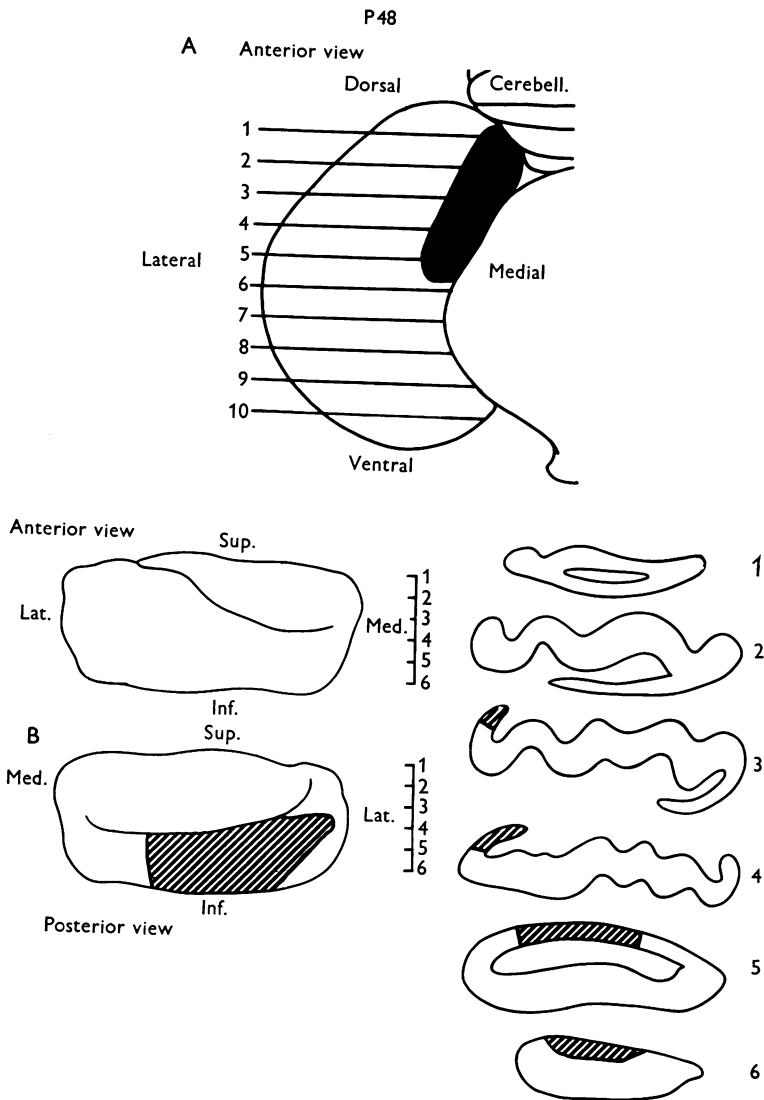 P48
A Anterior view
Dorsal
Cerebell.
1
2
3
4
5
6
7
8
9
10
Lateral
Medial
Ventral
Anterior view
Sup.
Lat.
Med.
1
2
3
4
5
6
Inf.
B
Sup.
Med.
Lat.
1
2
3
4
5
6
Inf.
Posterior view
1
2
3
4
5
6